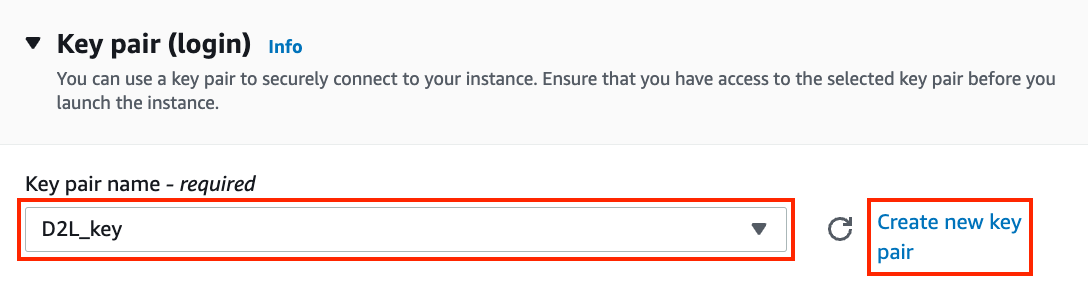 Key pair (login) Info
You can use a key pair to securely connect to your instance. Ensure that you have access to the selected key pair before you
launch the instance.
Key pair name - required
D2L_key
Create new key
pair